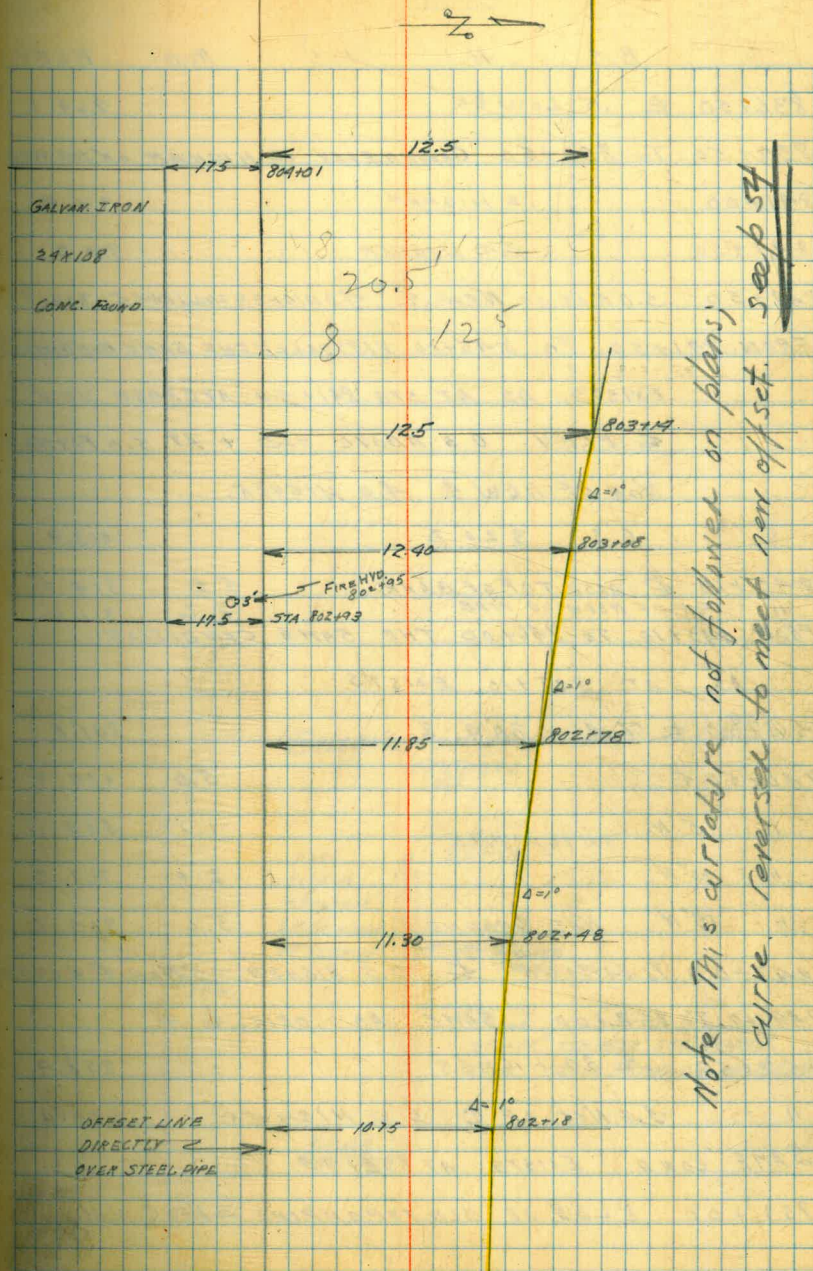 N
12.5
17.5 804+01
GALVAN. IRON
24X108
CONC. FOUND.
20.5
8 12⁵
12.5 803+14
Δ=1°
12.40 803+08
FIRE HYD.
802+95
3'
17.5 STA. 802+93
Δ=1°
11.85 802+78
Δ=1°
11.30 802+48
Δ=1°
10.75 802+18
OFFSET LINE
DIRECTLY
OVER STEEL PIPE
Note, This curvature not followed on plans;
curve reversed to meet new offset. see p 54